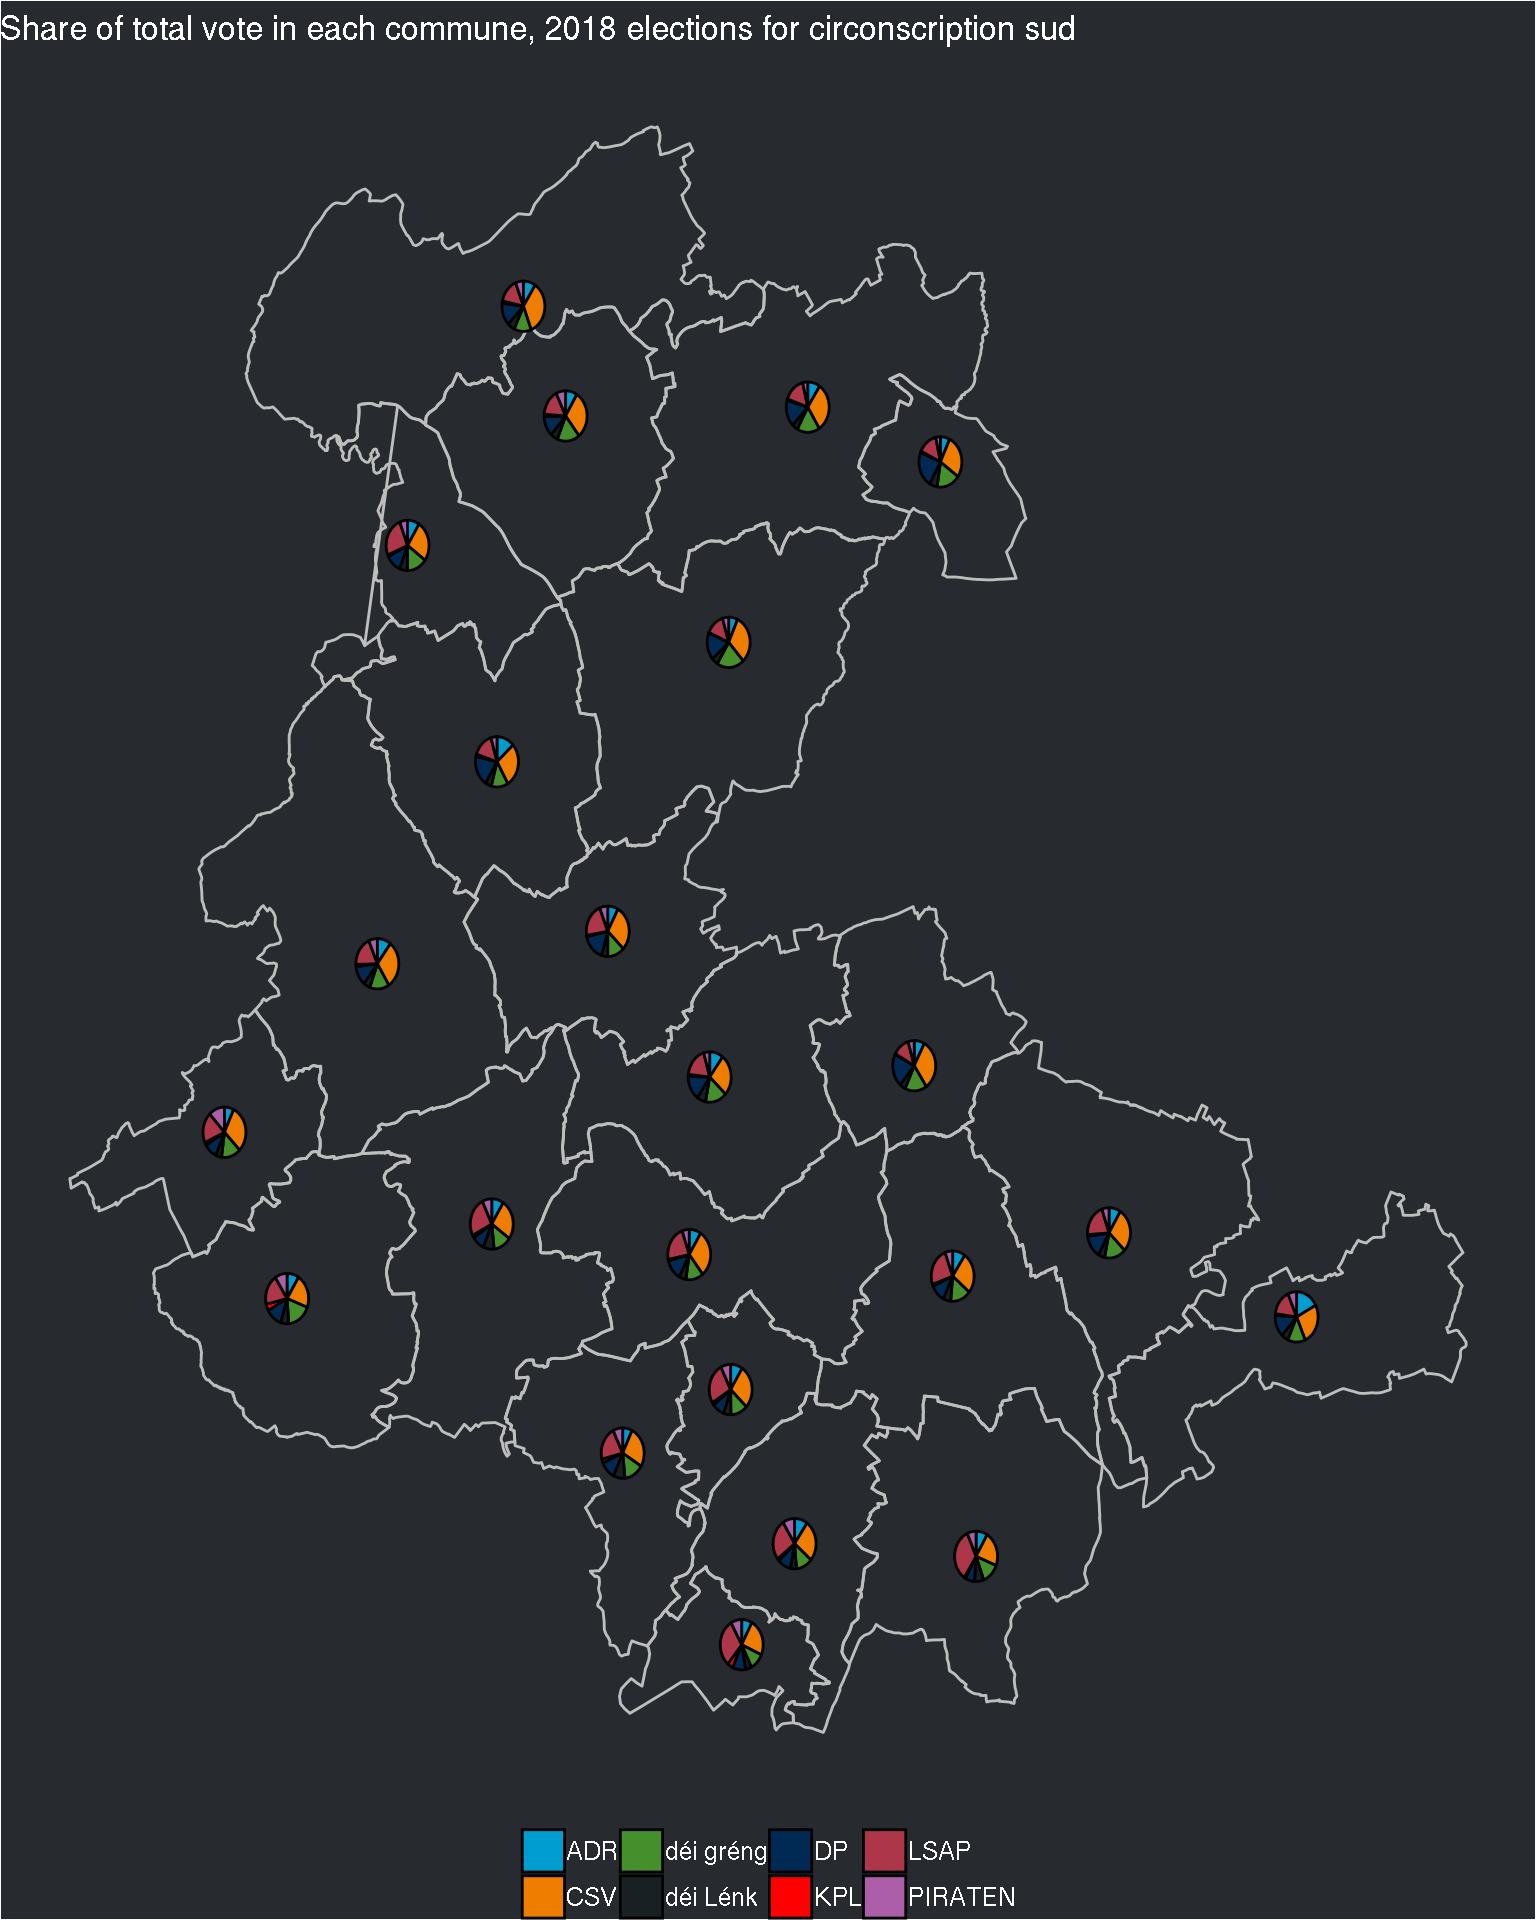 Share of total vote in each commune, 2018 elections for circonscription sud
ADR déi gréng DP LSAP
CSV déi Lénk KPL PIRATEN